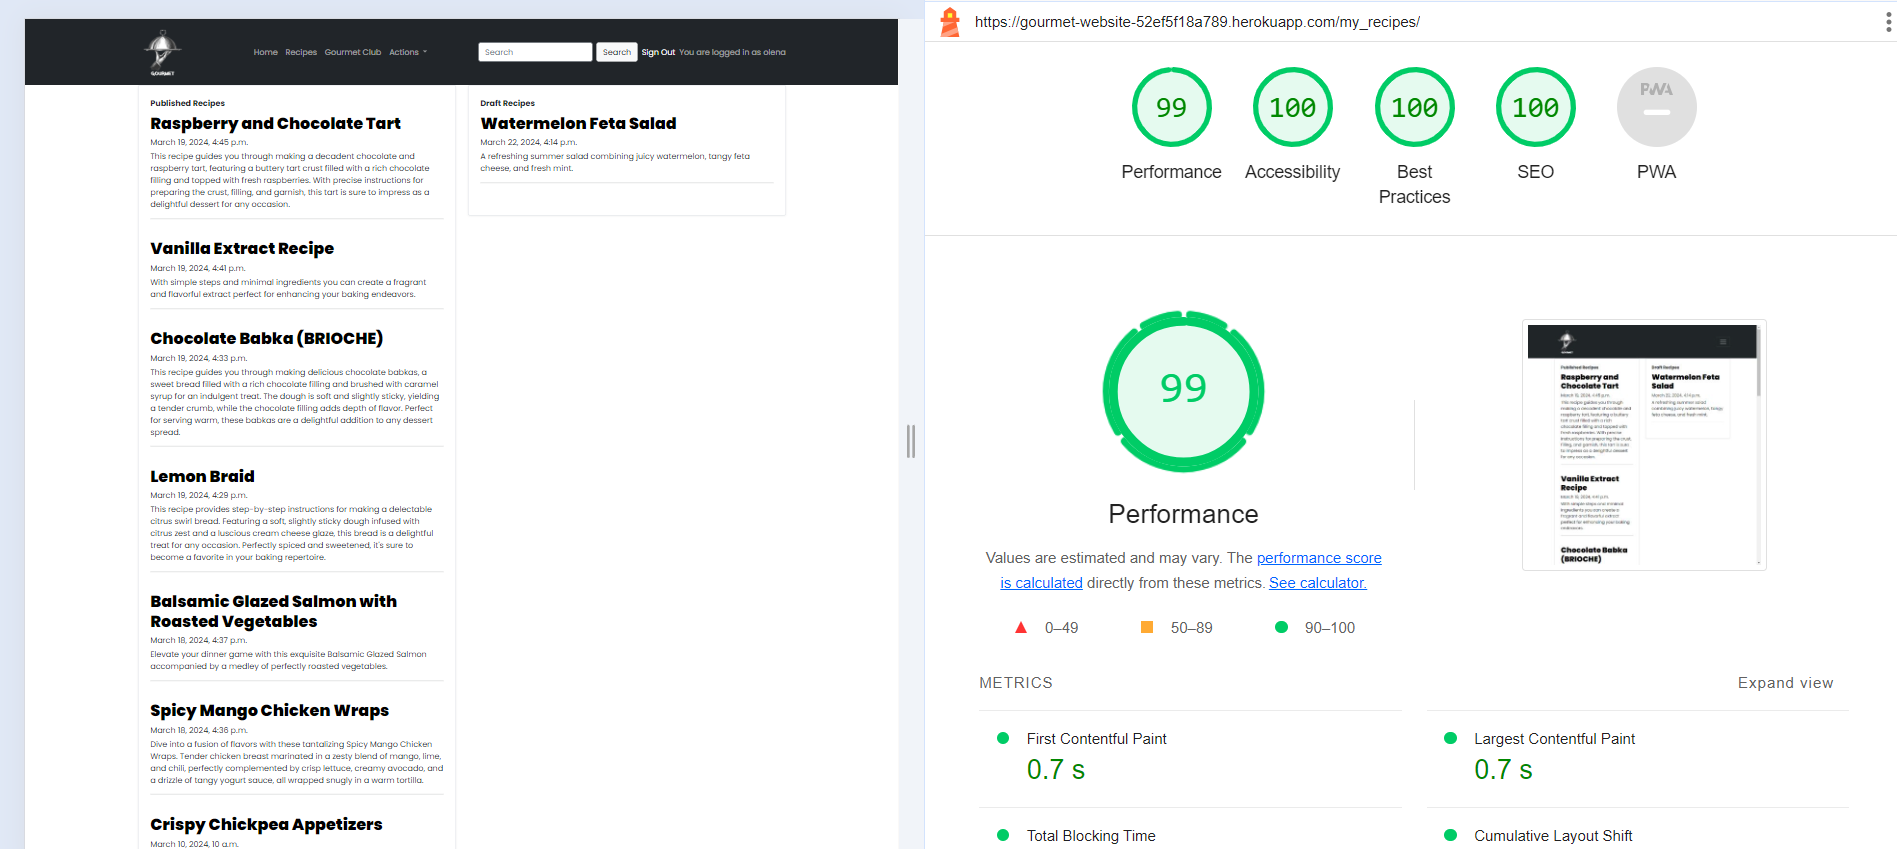 GOURMET
Home Recipes Gourmet Club Actions
Search Search Sign Out You are logged in as olena
Published Recipes
Raspberry and Chocolate Tart
March 19, 2024, 4:45 p.m.
This recipe guides you through making a decadent chocolate and
raspberry tart, featuring a buttery tart crust filled with a rich chocolate
filling and topped with fresh raspberries. With precise instructions for
preparing the crust, filling, and garnish, this tart is sure to impress as a
delightful dessert for any occasion.
Vanilla Extract Recipe
March 19, 2024, 4:41 p.m.
With simple steps and minimal ingredients you can create a fragrant
and flavorful extract perfect for enhancing your baking endeavors.
Chocolate Babka (BRIOCHE)
March 19, 2024, 4:33 p.m.
This recipe guides you through making delicious chocolate babkas, a
sweet bread filled with a rich chocolate filling and brushed with caramel
syrup for an indulgent treat. The dough is soft and slightly sticky, yielding
a tender crumb, while the chocolate filling adds depth of flavor. Perfect
for serving warm, these babkas are a delightful addition to any dessert
spread.
Lemon Braid
March 19, 2024, 4:29 p.m.
This recipe provides step-by-step instructions for making a delectable
citrus swirl bread. Featuring a soft, slightly sticky dough infused with
citrus zest and a luscious cream cheese glaze, this bread is a delightful
treat for any occasion. Perfectly spiced and sweetened, it's sure to
become a favorite in your baking repertoire.
Balsamic Glazed Salmon with
Roasted Vegetables
March 18, 2024, 4:37 p.m.
Elevate your dinner game with this exquisite Balsamic Glazed Salmon
accompanied by a medley of perfectly roasted vegetables.
Spicy Mango Chicken Wraps
March 18, 2024, 4:36 p.m.
Dive into a fusion of flavors with these tantalizing Spicy Mango Chicken
Wraps. Tender chicken breast marinated in a zesty blend of mango, lime,
and chili, perfectly complemented by crisp lettuce, creamy avocado, and
a drizzle of tangy yogurt sauce, all wrapped snugly in a warm tortilla.
Crispy Chickpea Appetizers
March 10, 2024, 10 a.m.
Draft Recipes
Watermelon Feta Salad
March 22, 2024, 4:14 p.m.
A refreshing summer salad combining juicy watermelon, tangy feta
cheese, and fresh mint.
https://gourmet-website-52ef5f18a789.herokuapp.com/my_recipes/
99 100 100 100 PWA
Performance Accessibility Best Practices SEO PWA
99
Performance
Values are estimated and may vary. The performance score
is calculated directly from these metrics. See calculator.
0–49 50–89 90–100
Published Recipes
Raspberry and
Chocolate Tart
Vanilla Extract
Recipe
Chocolate Babka
(BRIOCHE)
Draft Recipes
Watermelon Feta
Salad
METRICS Expand view
First Contentful Paint
0.7 s
Largest Contentful Paint
0.7 s
Total Blocking Time
Cumulative Layout Shift